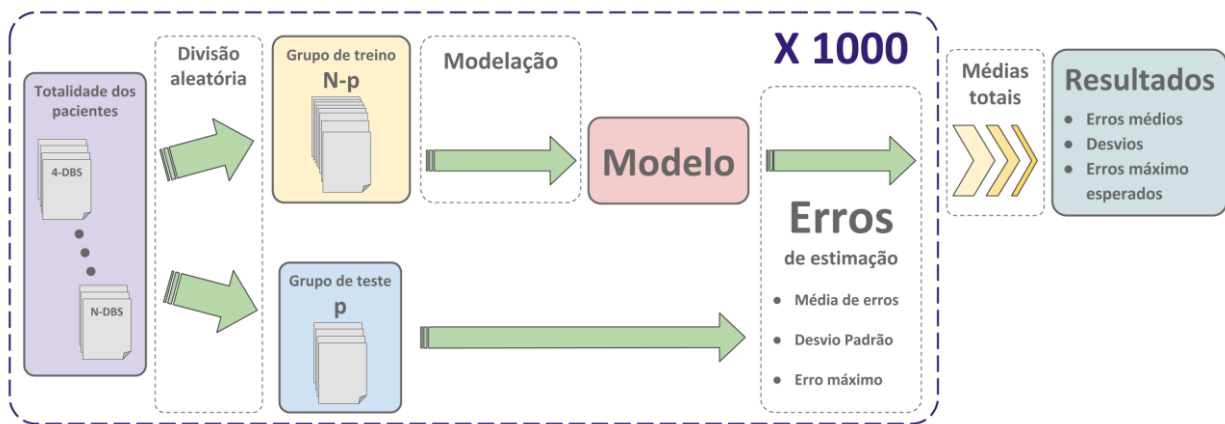 X 1000
Totalidade dos
pacientes
4-DBS
N-DBS
Divisão
aleatória
Grupo de treino
N-p
Grupo de teste
p
Modelação
Modelo
Erros
de estimação
● Média de erros
● Desvio Padrão
● Erro máximo
Médias
totais
Resultados
● Erros médios
● Desvios
● Erros máximo
esperados